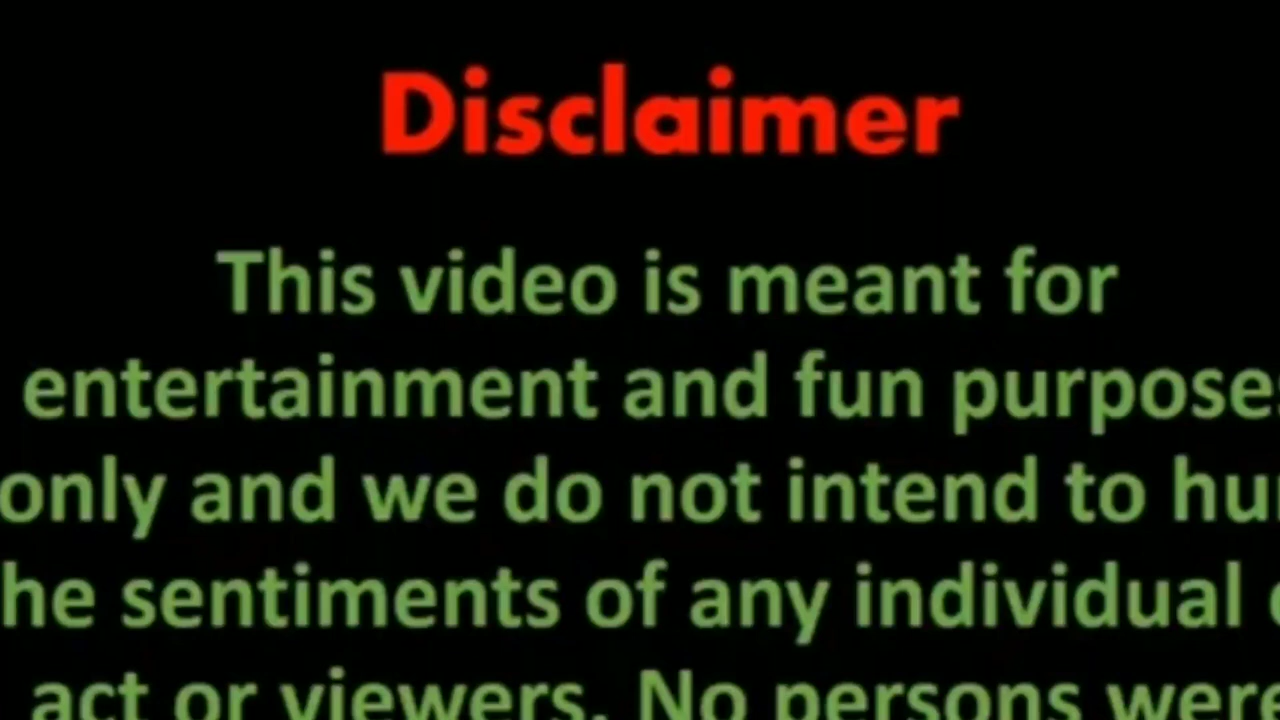 Disclaimer
This video is meant for
entertainment and fun purpose
only and we do not intend to
he sentiments of any individual
act or viewers. No persons were